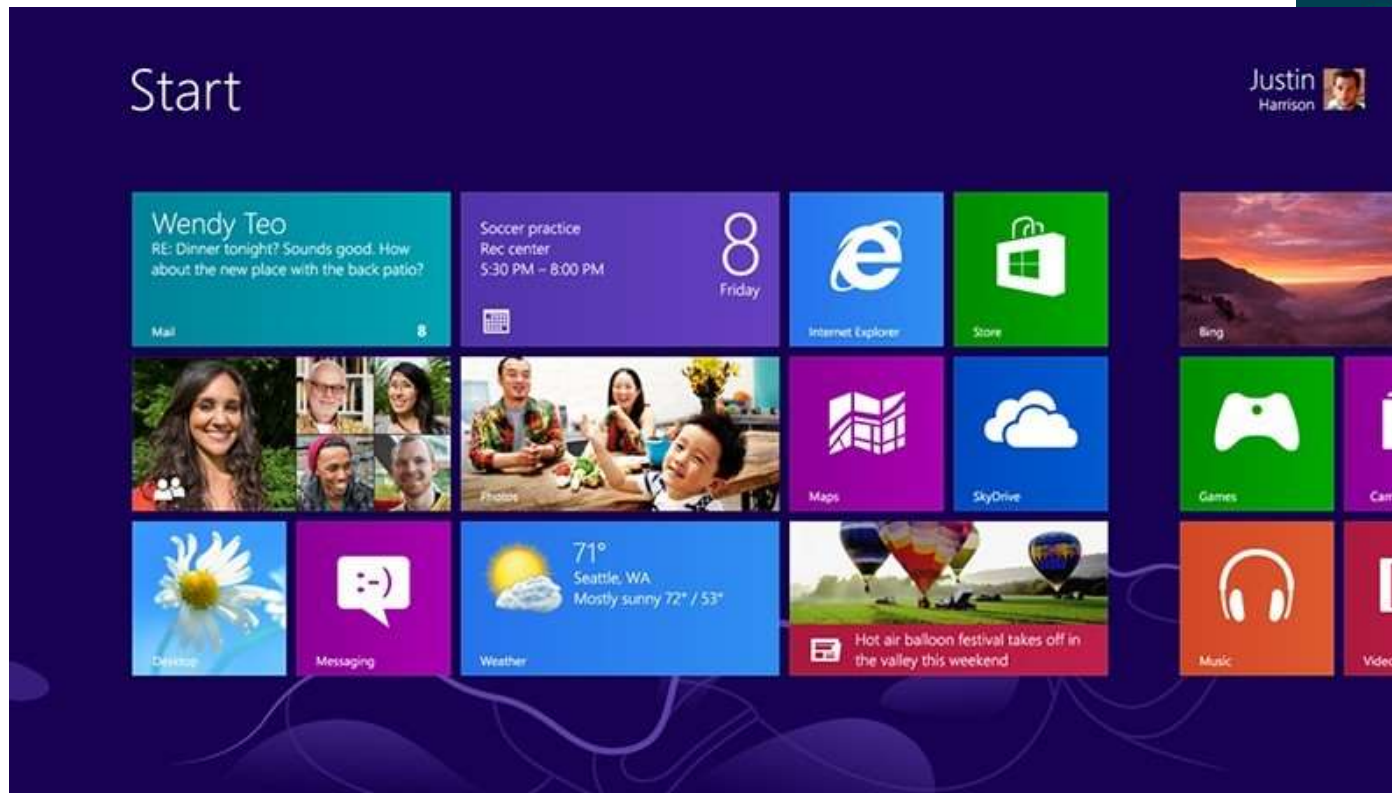 Start
Justin
Harrison
Wendy Teo
RE: Dinner tonight? Sounds good. How
about the new place with the back patio?
Mail
8
Soccer practice
Rec center
5:30 PM – 8:00 PM
8
Friday
Internet Explorer
Store
Bing
Photos
Maps
SkyDrive
Games
Cam
Desktop
Messaging
71°
Seattle, WA
Mostly sunny 72° / 53°
Weather
Hot air balloon festival takes off in
the valley this weekend
Music
Video